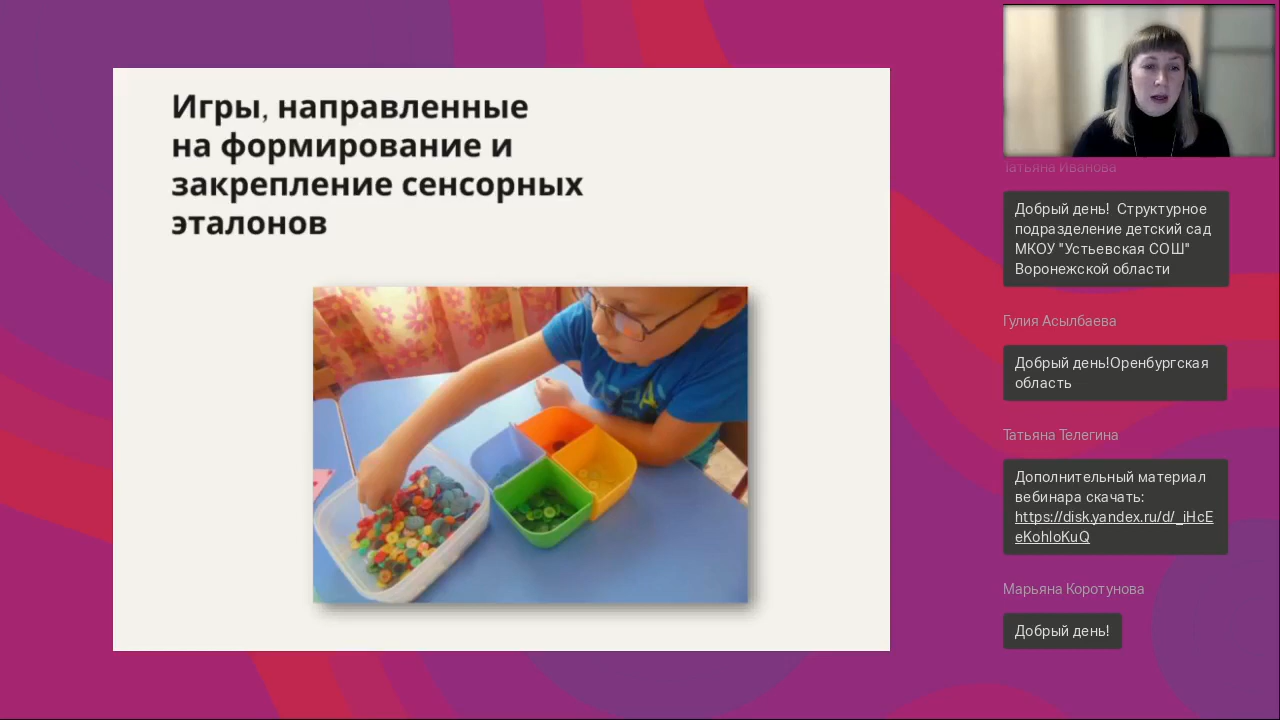 Игры, направленные
на формирование и
закрепление сенсорных
эталонов
Татьяна Иванова
Добрый день!  Структурное
подразделение детский сад
МКОУ "Устьевская СОШ"
Воронежской области
Гулия Асылбаева
Добрый день!Оренбургская
область
Татьяна Телегина
Дополнительный материал
вебинара скачать:
https://disk.yandex.ru/d/_iHcE
eKohloKuQ
Марьяна Коротунова
Добрый день!